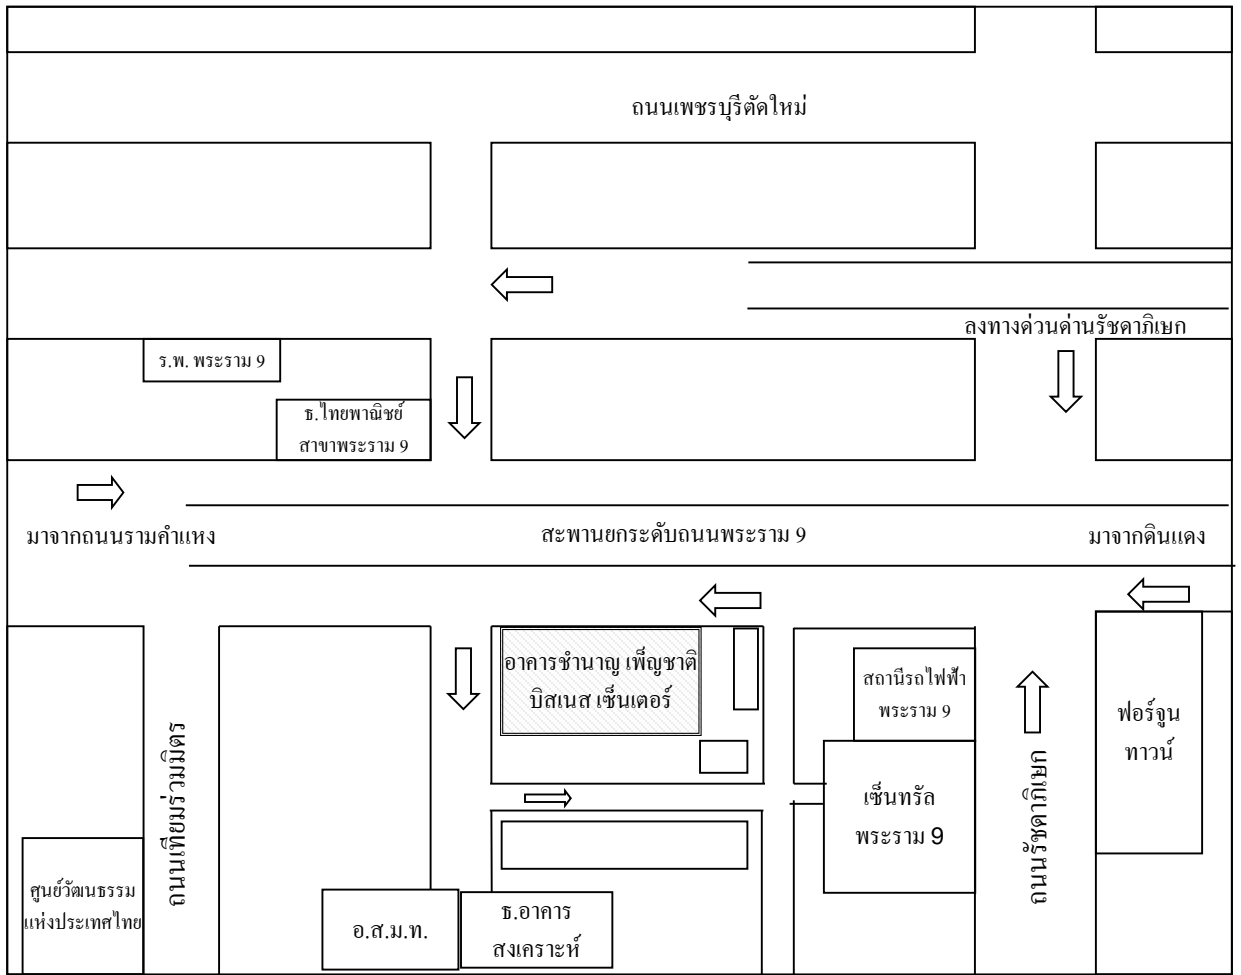 ถนนเพชรบุรีตัดใหม่
ลงทางด่วนด่านรัชดาภิเษก
ร.พ. พระราม 9
ธ.ไทยพาณิชย์
สาขาพระราม 9
มาจากถนนรามคำแหง
สะพานยกระดับถนนพระราม 9
มาจากดินแดง
อาคารชำนาญ เพ็ญชาติ
บิสเนส เซ็นเตอร์
สถานีรถไฟฟ้า
พระราม 9
ฟอร์จูน
ทาวน์
ถนนเทียมร่วมมิตร
เซ็นทรัล
พระราม 9
ถนนรัชดาภิเษก
ศูนย์วัฒนธรรม
แห่งประเทศไทย
อ.ส.ม.ท.
ธ.อาคาร
สงเคราะห์